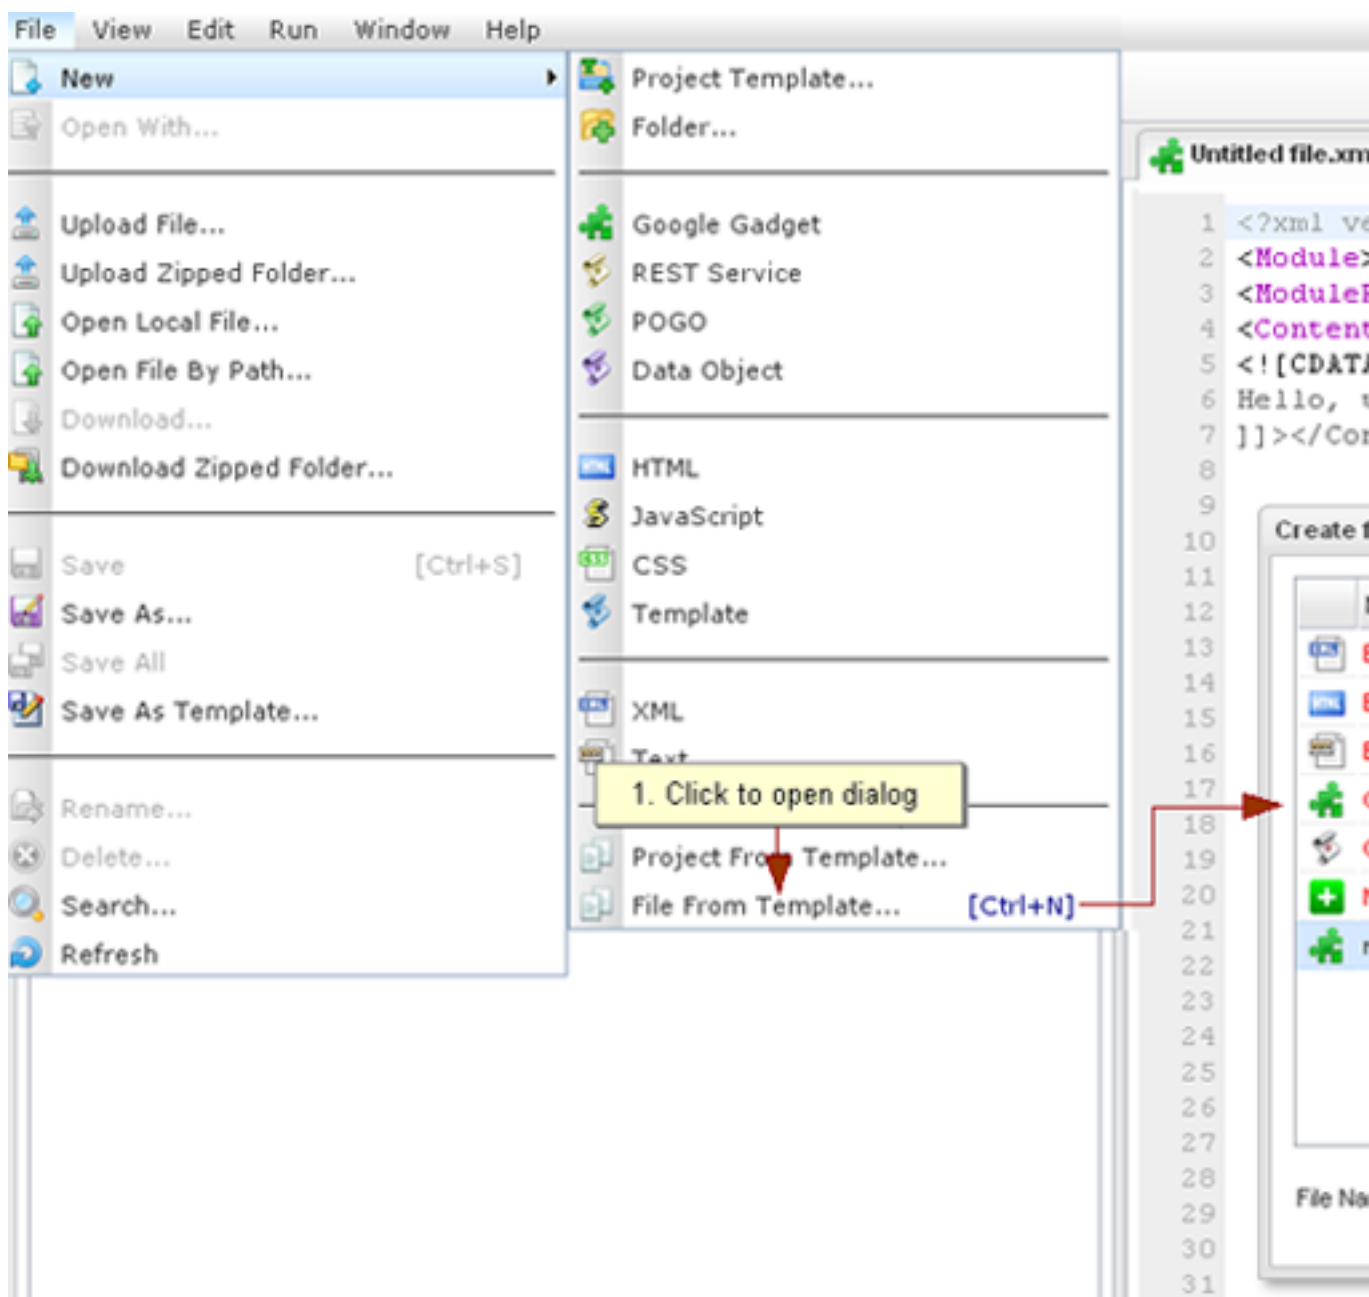 File View Edit Run Window Help
New
Open With...
Upload File...
Upload Zipped Folder...
Open Local File...
Open File By Path...
Download...
Download Zipped Folder...
Save [Ctrl+S]
Save As...
Save All
Save As Template...
Rename...
Delete...
Search...
Refresh
Project Template...
Folder...
Google Gadget
REST Service
POGO
Data Object
HTML
JavaScript
CSS
Template
XML
Text
1. Click to open dialog
Project From Template...
File From Template... [Ctrl+N]
Untitled file.xm
1 <?xml ve
2 <Module>
3 <Module
4 <Content
5 <![CDATA
6 Hello,
7 ]]></Con
8
9
10
11
12
13
14
15
16
17
18
19
20
21
22
23
24
25
26
27
28
29
30
31
Create f
File Na